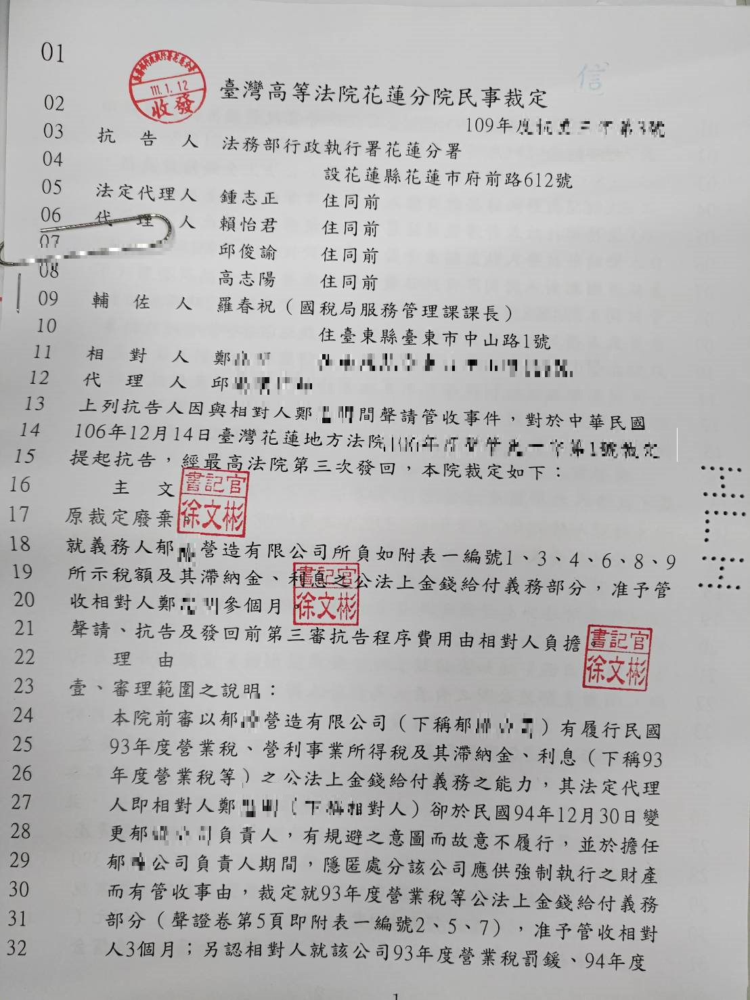 01
111. 1. 12
收發
信
02 臺灣高等法院花蓮分院民事裁定
109年
03 抗告人 法務部行政執行署花蓮分署
04 設花蓮縣花蓮市府前路612號
05 法定代理人 鍾志正 住同前
06 代理人 賴怡君 住同前
07 邱俊諭 住同前
08 高志陽 住同前
09 輔佐人 羅春祝（國稅局服務管理課課長）
10 住臺東縣臺東市中山路1號
11 相對人 鄭
12 代理人 邱
13 上列抗告人因與相對人鄭 間聲請管收事件，對於中華民國
14 106年12月14日臺灣花蓮地方法院
15 提起抗告，經最高法院第三次發回，本院裁定如下：
16 主文
17 原裁定廢棄。
書記官
徐文彬
18 就義務人郁 營造有限公司所負如附表一編號1、3、4、6、8、9
19 所示稅額及其滯納金、利息之公法上金錢給付義務部分，准予管
20 收相對人鄭 參個月。
書記官
徐文彬
21 聲請、抗告及發回前第三審抗告程序費用由相對人負擔。
書記官
徐文彬
22 理由
23 壹、審理範圍之說明：
24 本院前審以郁 營造有限公司（下稱郁 ）有履行民國
25 93年度營業稅、營利事業所得稅及其滯納金、利息（下稱93
26 年度營業稅等）之公法上金錢給付義務之能力，其法定代理
27 人即相對人鄭 （下稱相對人）卻於民國94年12月30日變
28 更郁 負責人，有規避之意圖而故意不履行，並於擔任
29 郁 公司負責人期間，隱匿處分該公司應供強制執行之財產
30 而有管收事由，裁定就93年度營業稅等公法上金錢給付義務
31 部分（聲證卷第5頁即附表一編號2、5、7），准予管收相對
32 人3個月；另認相對人就該公司93年度營業稅罰鍰、94年度
1